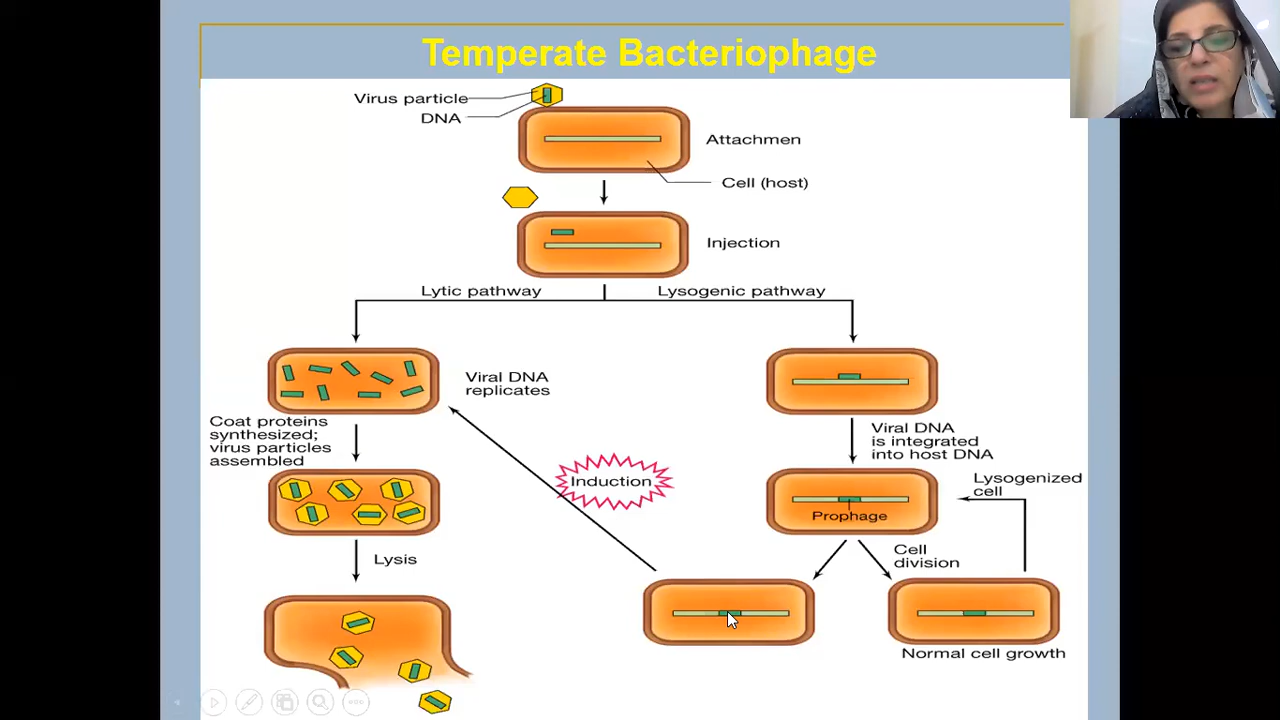 Temperate Bacteriophage
Virus particle
DNA
Attachmen
Cell (host)
Injection
Lytic pathway
Lysogenic pathway
Viral DNA
replicates
Coat proteins
synthesized;
virus particles
assembled
Viral DNA
is integrated
into host DNA
Lysogenized
cell
Induction
Prophage
Lysis
Cell
division
Normal cell growth